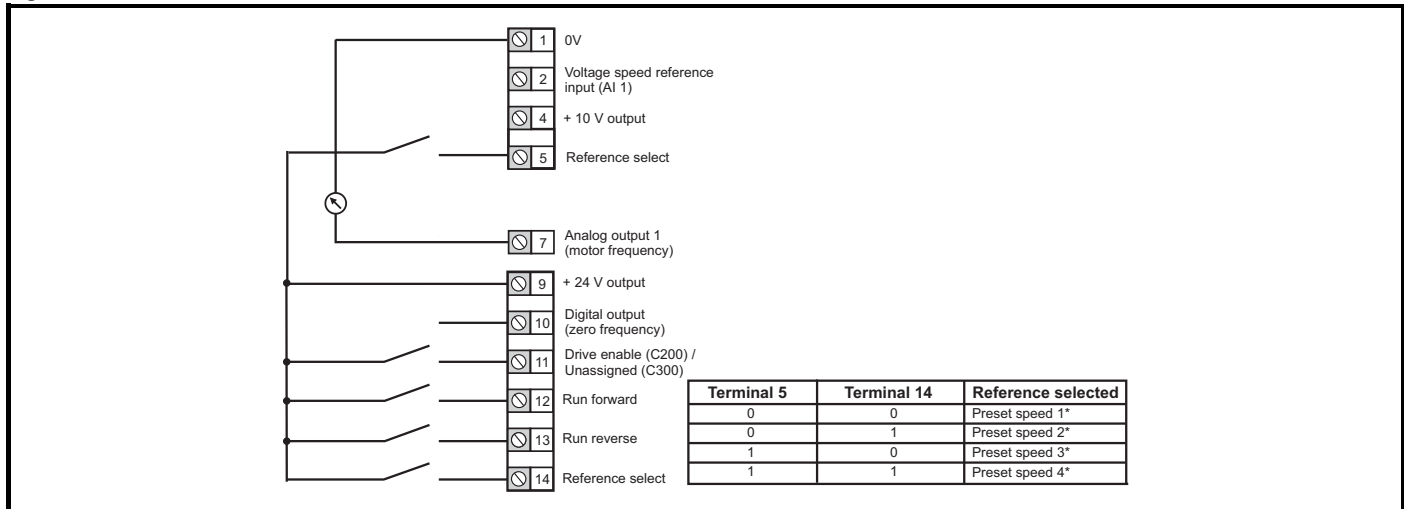 1 0V
2 Voltage speed reference
input (AI 1)
4 + 10 V output
5 Reference select
7 Analog output 1
(motor frequency)
9 + 24 V output
10 Digital output
(zero frequency)
11 Drive enable (C200) /
Unassigned (C300)
12 Run forward
13 Run reverse
14 Reference select
Terminal 5 Terminal 14 Reference selected
0 0 Preset speed 1*
0 1 Preset speed 2*
1 0 Preset speed 3*
1 1 Preset speed 4*